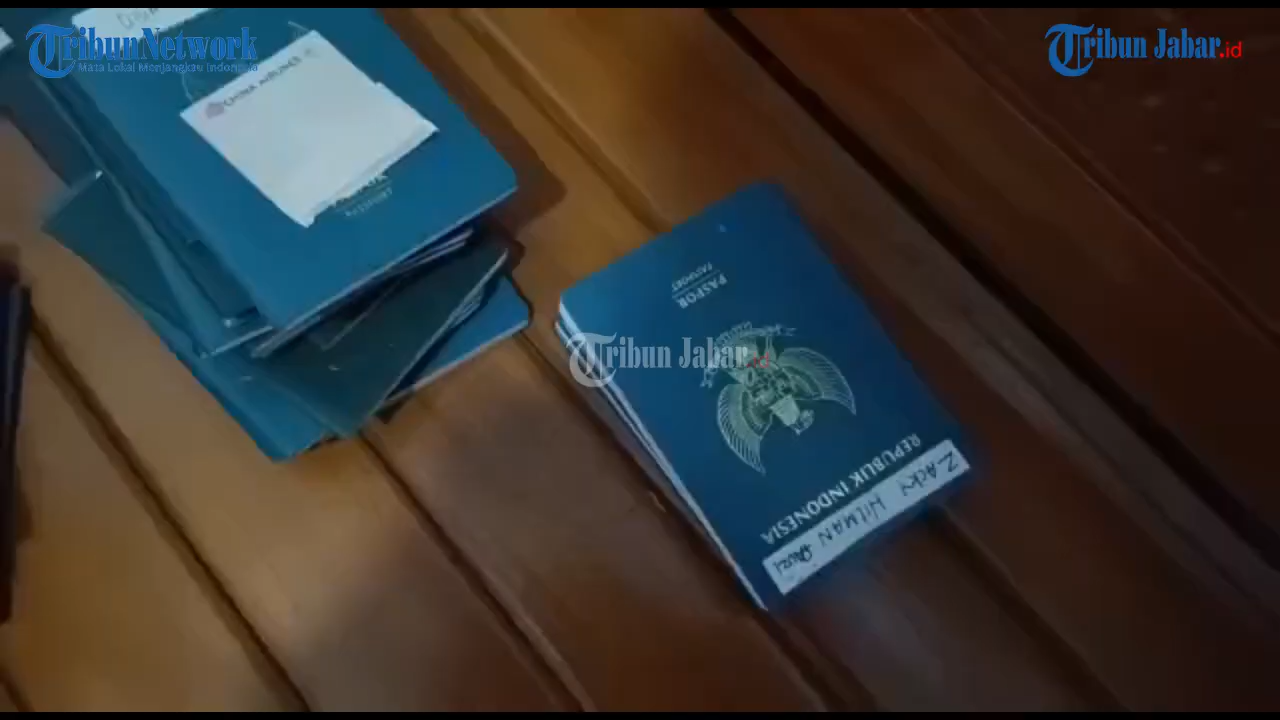 TribunNetwork
Mata Lokal Menjangkau Indonesia
Tribun Jabar.id
CHINA AIRLINES
PASPOR
PASSPORT
Tribun Jabar.id
REPUBLIK INDONESIA
ZACKY HILMAN